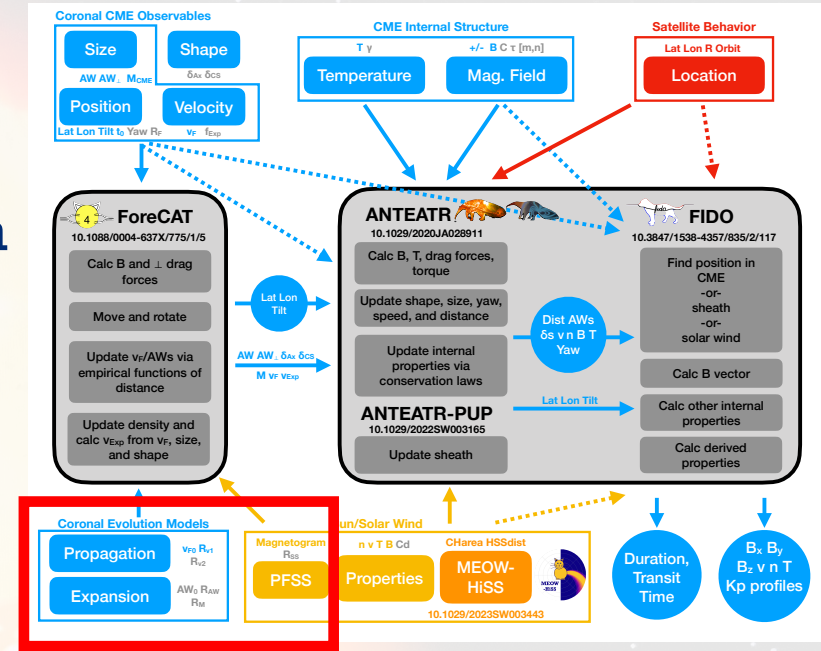 Coronal CME Observables
Size
Shape
AW AW⊥ MCME
δAx δCS
Position
Velocity
Lat Lon Tilt t0 Yaw RF
vF fExp
CME Internal Structure
T γ
+/- B C τ [m,n]
Temperature
Mag. Field
Satellite Behavior
Lat Lon R Orbit
Location
4
ForeCAT
10.1088/0004-637X/775/1/5
Calc B and ⊥ drag
forces
Move and rotate
Update vF/AWs via
empirical functions of
distance
Update density and
calc vExp from vF, size,
and shape
Lat Lon
Tilt
AW AW⊥ δAx δCS
M vF vExp
ANTEATR
10.1029/2020JA028911
Calc B, T, drag forces,
torque
Update shape, size, yaw,
speed, and distance
Update internal
properties via
conservation laws
ANTEATR-PUP
10.1029/2022SW003165
Update sheath
Dist AWs
δs v n B T
Yaw
Lat Lon Tilt
fido
FIDO
10.3847/1538-4357/835/2/117
Find position in
CME
-or-
sheath
-or-
solar wind
Calc B vector
Calc other internal
properties
Calc derived
properties
Coronal Evolution Models
Propagation
vF0 Rv1
Rv2
Expansion
AW0 RAW
RM
un/Solar Wind
Magnetogram
RSS
PFSS
n v T B Cd
Properties
CHarea HSSdist
MEOW-
HiSS
MEOW
-HiSS
10.1029/2023SW003443
Duration,
Transit
Time
Bx By
Bz v n T
Kp profiles